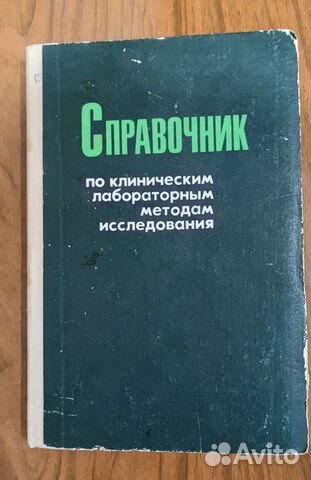 СПРАВОЧНИК
ПО КЛИНИЧЕСКИМ
лабораторным
методам
исследования
Avito